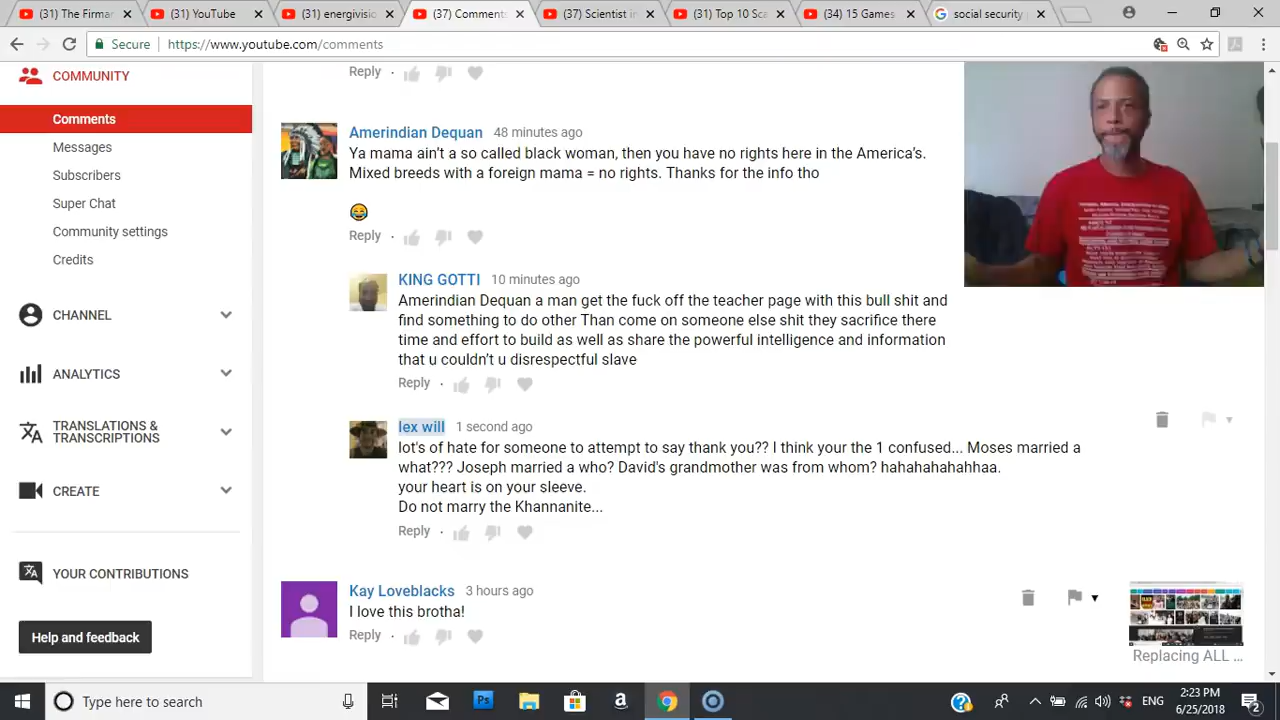 (31) The Firmar
(31) YouTube
(31) energivisic
(37) Comments
(37) Scientist in
(31) Top 10 Sca
(34) 15 Games
social security
Secure
https://www.youtube.com/comments
COMMUNITY
Comments
Messages
Subscribers
Super Chat
Community settings
Credits
CHANNEL
ANALYTICS
TRANSLATIONS &
TRANSCRIPTIONS
CREATE
YOUR CONTRIBUTIONS
Help and feedback
Reply
Amerindian Dequan 48 minutes ago
Ya mama ain't a so called black woman, then you have no rights here in the America's.
Mixed breeds with a foreign mama = no rights. Thanks for the info tho
😂
Reply
KING GOTTI 10 minutes ago
Amerindian Dequan a man get the fuck off the teacher page with this bull shit and
find something to do other Than come on someone else shit they sacrifice there
time and effort to build as well as share the powerful intelligence and information
that u couldn't u disrespectful slave
Reply
lex will 1 second ago
lot's of hate for someone to attempt to say thank you?? I think your the 1 confused... Moses married a
what??? Joseph married a who? David's grandmother was from whom? hahahahahahhaa.
your heart is on your sleeve.
Do not marry the Khannanite...
Reply
Kay Loveblacks 3 hours ago
I love this brotha!
Reply
Replacing ALL ...
Type here to search
ENG
2:23 PM
6/25/2018
2